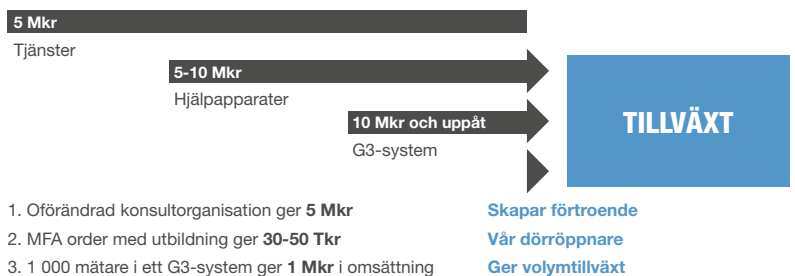 5 Mkr
Tjänster
5-10 Mkr
Hjälpapparater
10 Mkr och uppåt
G3-system
TILLVÄXT
1. Oförändrad konsultorganisation ger 5 Mkr Skapar förtroende
2. MFA order med utbildning ger 30-50 Tkr Vår dörröppnare
3. 1 000 mätare i ett G3-system ger 1 Mkr i omsättning Ger volymtillväxt